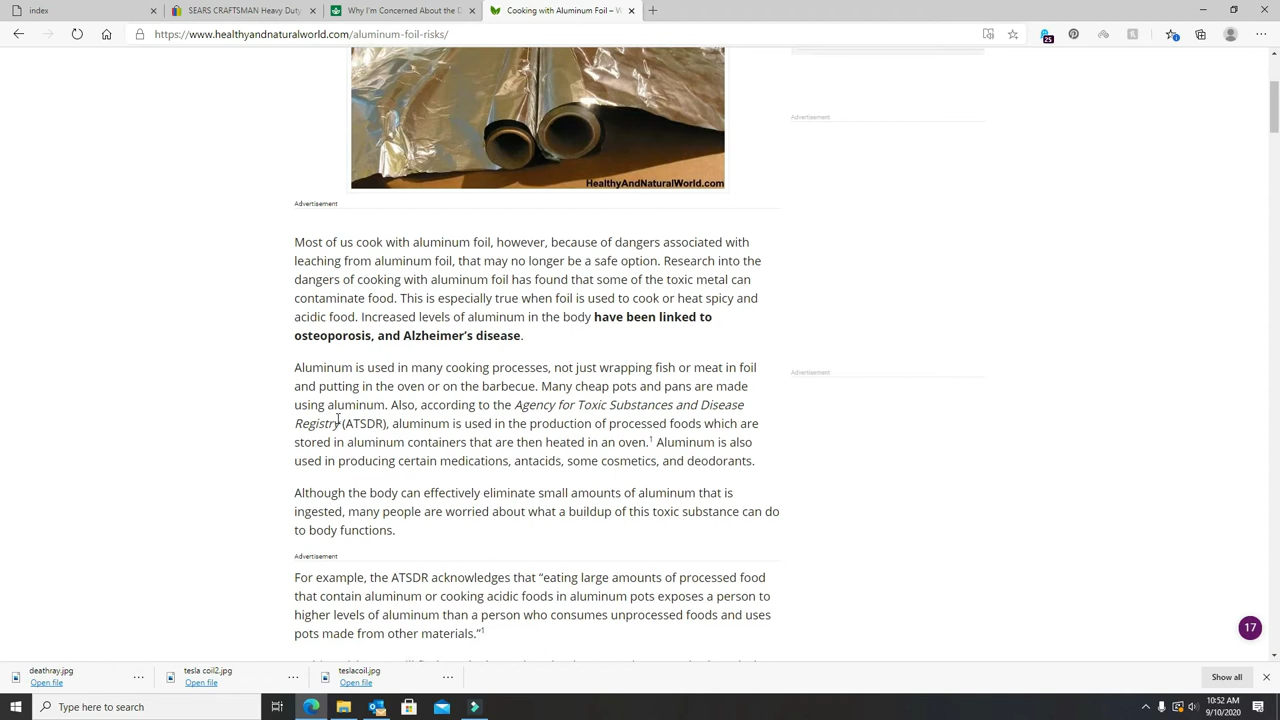 index
SEARS CRAFTSMAN Heavy Duty
How to Level Up the D
Cooking with Aluminum Foil – W
https://www.healthyandnaturalworld.com/aluminum-foil-risks/
25
HealthyAndNaturalWorld.com
Advertisement
Advertisement
Most of us cook with aluminum foil, however, because of dangers associated with
leaching from aluminum foil, that may no longer be a safe option. Research into the
dangers of cooking with aluminum foil has found that some of the toxic metal can
contaminate food. This is especially true when foil is used to cook or heat spicy and
acidic food. Increased levels of aluminum in the body have been linked to
osteoporosis, and Alzheimer’s disease.
Advertisement
Aluminum is used in many cooking processes, not just wrapping fish or meat in foil
and putting in the oven or on the barbecue. Many cheap pots and pans are made
using aluminum. Also, according to the Agency for Toxic Substances and Disease
Registry (ATSDR), aluminum is used in the production of processed foods which are
stored in aluminum containers that are then heated in an oven.1 Aluminum is also
used in producing certain medications, antacids, some cosmetics, and deodorants.
Although the body can effectively eliminate small amounts of aluminum that is
ingested, many people are worried about what a buildup of this toxic substance can do
to body functions.
Advertisement
For example, the ATSDR acknowledges that “eating large amounts of processed food
that contain aluminum or cooking acidic foods in aluminum pots exposes a person to
higher levels of aluminum than a person who consumes unprocessed foods and uses
pots made from other materials.”1
17
deathray.jpg
Open file
tesla coil2.jpg
Open file
teslacoil.jpg
Open file
Show all
Type here to search
10:52 AM
9/10/2020